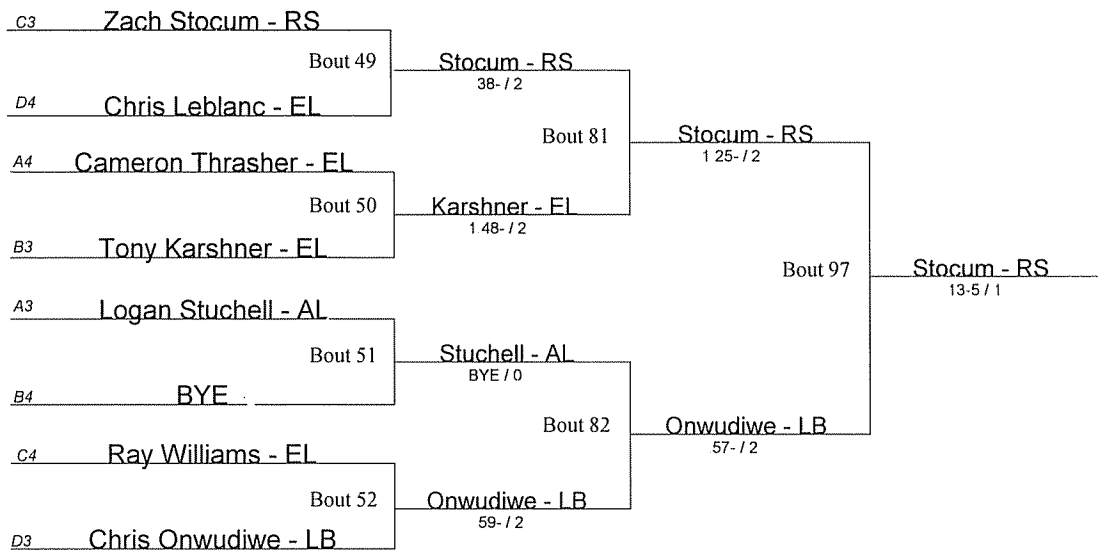 C3 Zach Stocum - RS
Bout 49
Stocum - RS
38- / 2
D4 Chris Leblanc - EL
Bout 81
Stocum - RS
1 25- / 2
A4 Cameron Thrasher - EL
Bout 50
Karshner - EL
1 48- / 2
B3 Tony Karshner - EL
Bout 97
Stocum - RS
13-5 / 1
A3 Logan Stuchell - AL
Bout 51
Stuchell - AL
BYE / 0
B4 BYE
Bout 82
Onwudiwe - LB
57- / 2
C4 Ray Williams - EL
Bout 52
Onwudiwe - LB
59- / 2
D3 Chris Onwudiwe - LB